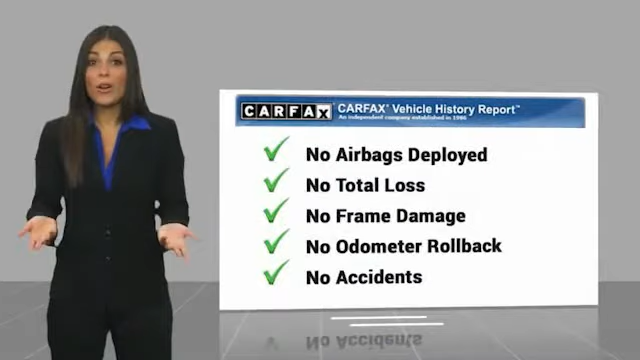 CARFAX CARFAX® Vehicle History Report™
An independent company established in 1986
No Airbags Deployed
No Total Loss
No Frame Damage
No Odometer Rollback
No Accidents